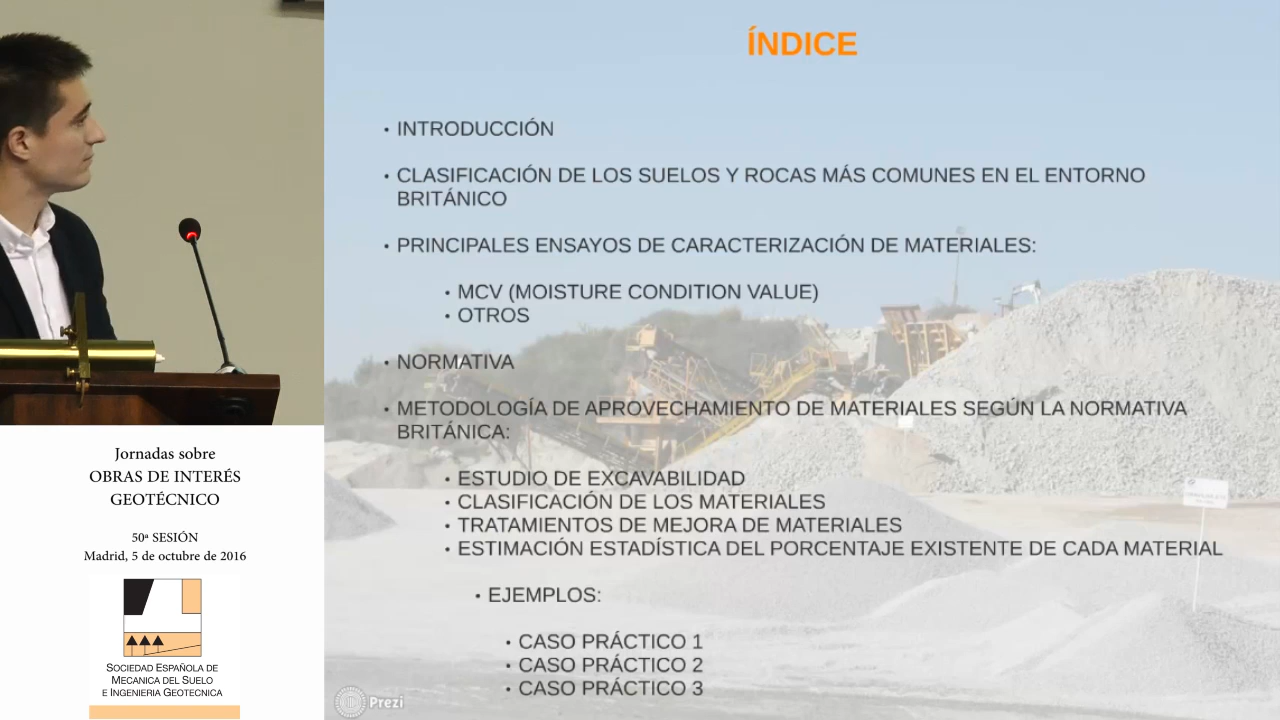 ÍNDICE
• INTRODUCCIÓN
• CLASIFICACIÓN DE LOS SUELOS Y ROCAS MÁS COMUNES EN EL ENTORNO
BRITÁNICO
• PRINCIPALES ENSAYOS DE CARACTERIZACIÓN DE MATERIALES:
• MCV (MOISTURE CONDITION VALUE)
• OTROS
• NORMATIVA
• METODOLOGÍA DE APROVECHAMIENTO DE MATERIALES SEGÚN LA NORMATIVA
BRITÁNICA:
• ESTUDIO DE EXCAVABILIDAD
• CLASIFICACIÓN DE LOS MATERIALES
• TRATAMIENTOS DE MEJORA DE MATERIALES
• ESTIMACIÓN ESTADÍSTICA DEL PORCENTAJE EXISTENTE DE CADA MATERIAL
• EJEMPLOS:
• CASO PRÁCTICO 1
• CASO PRÁCTICO 2
• CASO PRÁCTICO 3
Prezi
Jornadas sobre
OBRAS DE INTERÉS
GEOTÉCNICO
50ª SESIÓN
Madrid, 5 de octubre de 2016
SOCIEDAD ESPAÑOLA DE
MECANICA DEL SUELO
E INGENIERIA GEOTECNICA